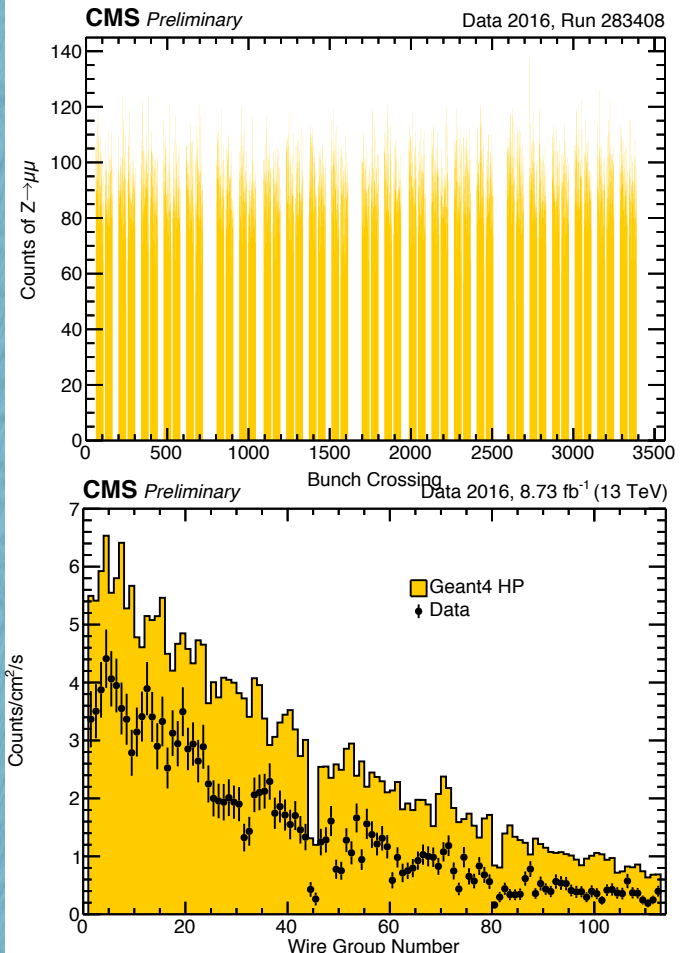 CMS Preliminary Data 2016, Run 283408
140
120
100
80
60
40
20
0
Counts of Z→μμ
0 500 1000 1500 2000 2500 3000 3500
Bunch Crossing
CMS Preliminary Data 2016, 8.73 fb⁻¹ (13 TeV)
7
6
5
4
3
2
1
0
Counts/cm²/s
Geant4 HP
Data
0 20 40 60 80 100
Wire Group Number